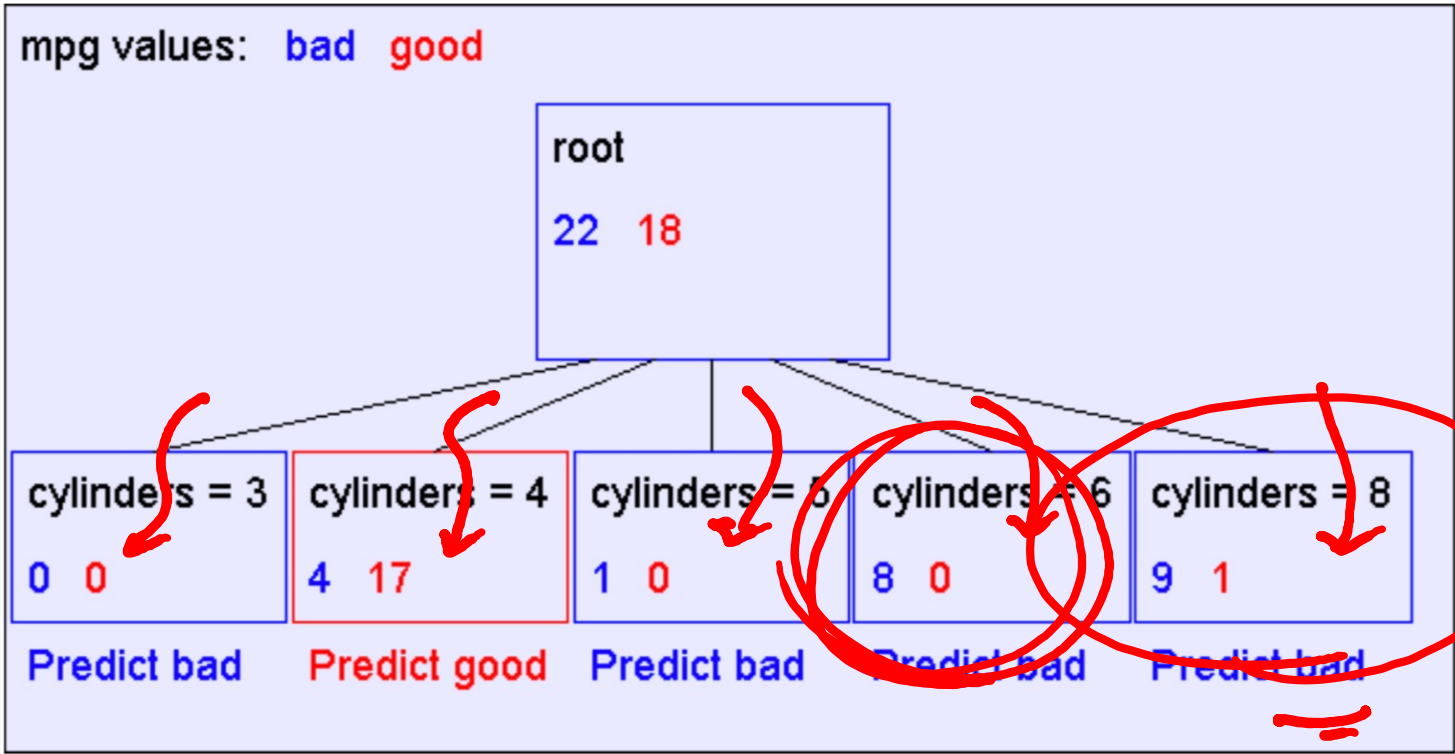 mpg values: bad good
root
22 18
cylinders = 3 cylinders = 4 cylinders = 5 cylinders = 6 cylinders = 8
0 0 4 17 1 0 8 0 9 1
Predict bad Predict good Predict bad Predict bad Predict bad